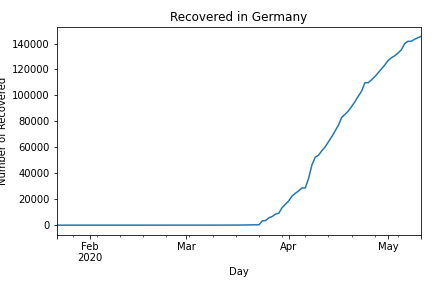 Recovered in Germany
140000
120000
100000
80000
60000
40000
20000
0
Number of Recovered
Feb
2020
Mar
Apr
May
Day